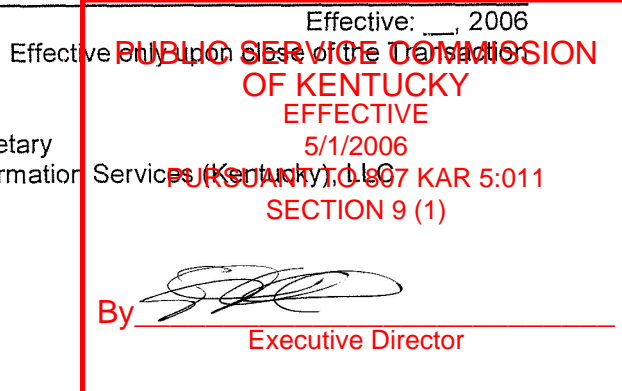 Effective: __, 2006
Effective only upon close of the Transaction
PUBLIC SERVICE COMMISSION
OF KENTUCKY
EFFECTIVE
etary
5/1/2006
rmation Services (Kentucky), LLC
PURSUANT TO 807 KAR 5:011
SECTION 9 (1)
By
Executive Director